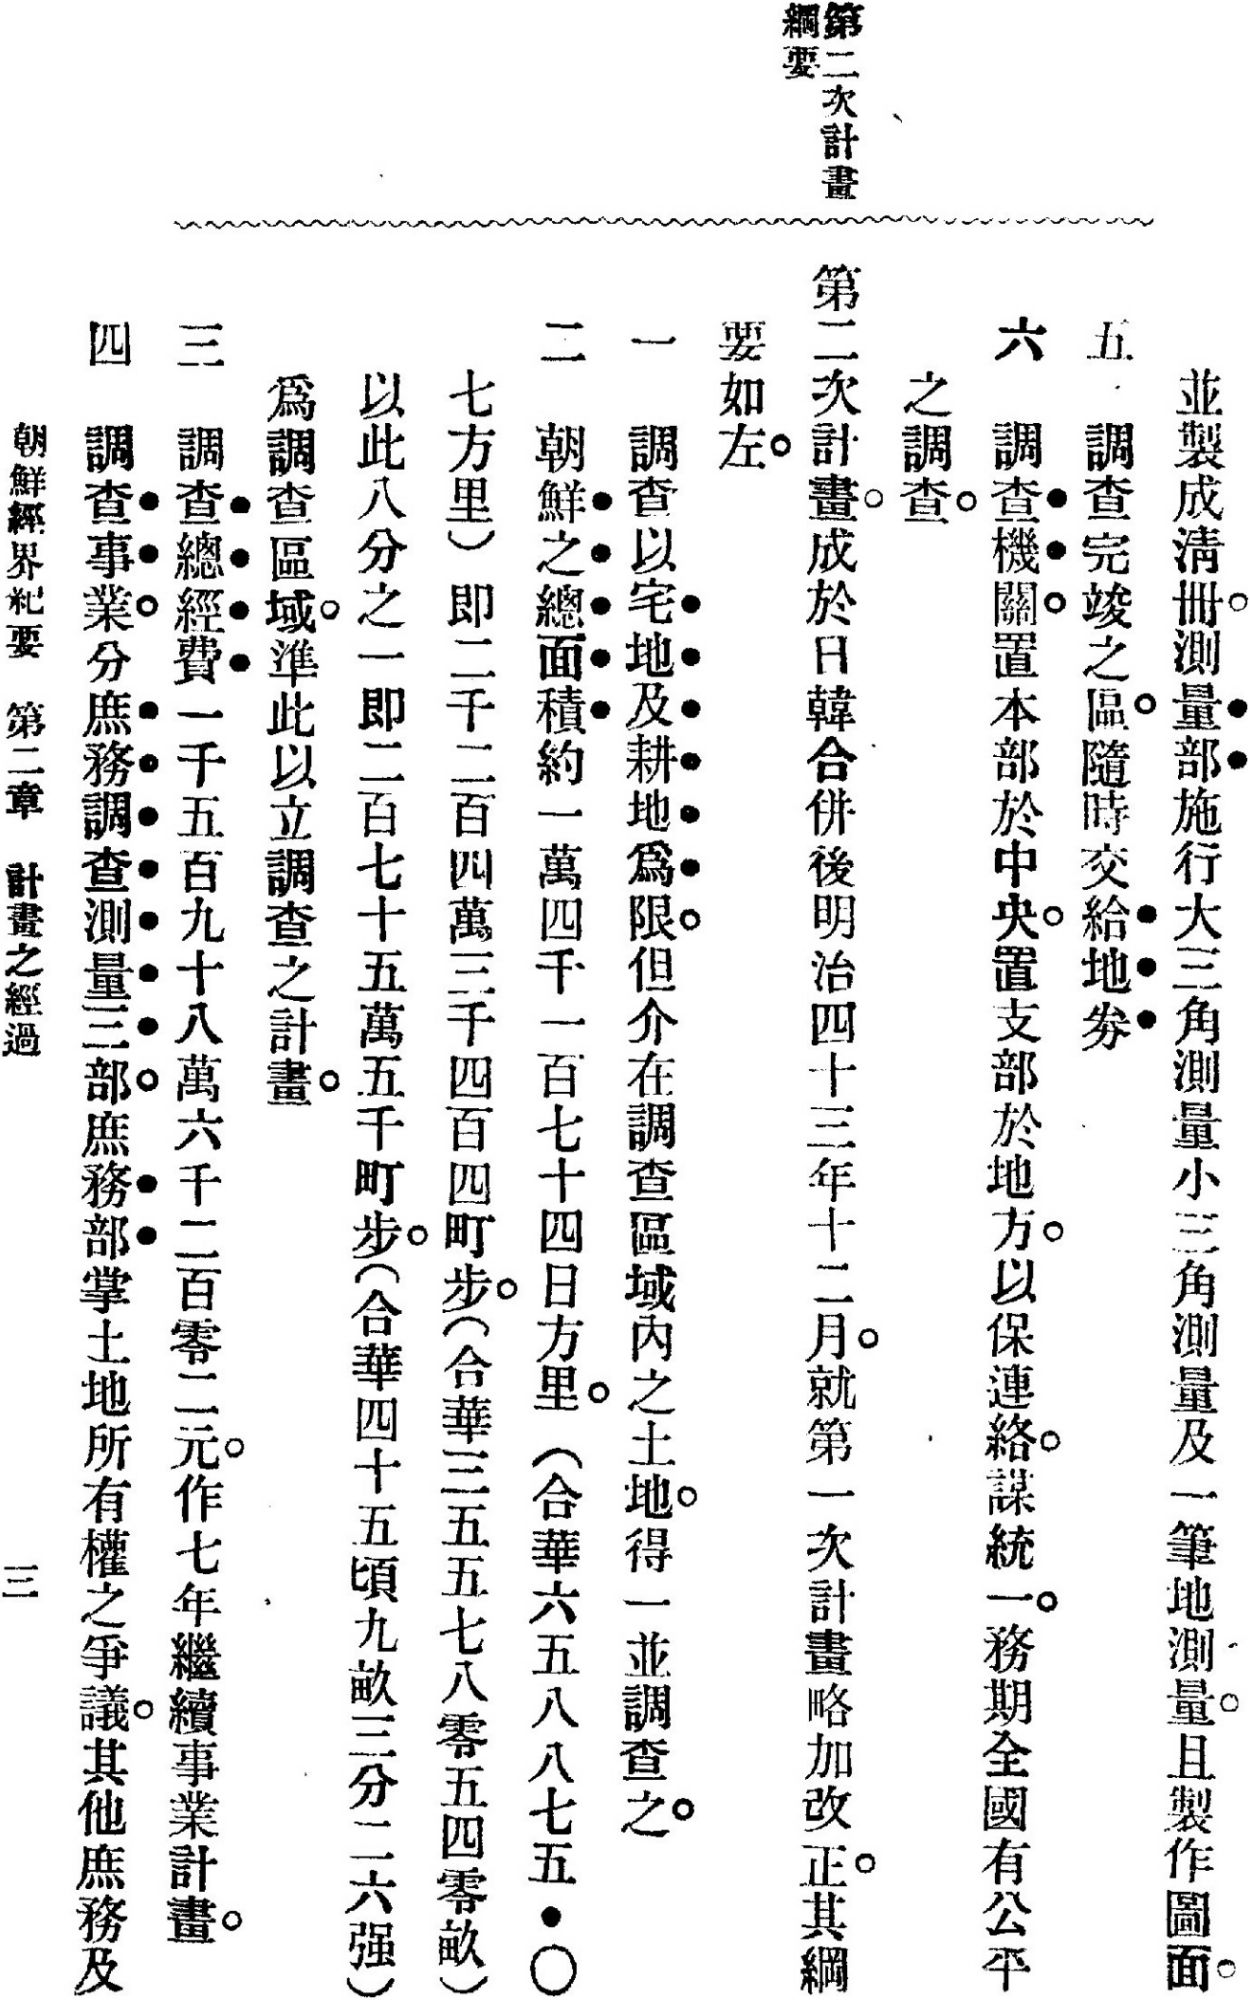 第二次計畫
綱要
並製成淸冊。測量部施行大三角測量小三角測量及一筆地測量。且製作圖面。
五　調查完竣之區。隨時交給地劵
六　調查機關。置本部於中央。置支部於地方。以保連絡。謀統一。務期全國有公平
之調查。
第二次計畫。成於日韓合併後明治四十三年十二月。就第一次計畫略加改正。其綱
要如左。
一　調查以宅地及耕地爲限。但介在調查區域內之土地。得一並調查之。
二　朝鮮之總面積約一萬四千一百七十四日方里。（合華六五八八七五•〇
七方里）卽二千二百四萬三千四百四町步。（合華三五五七八零五四零畝）
以此八分之一卽二百七十五萬五千町步。（合華四十五頃九畝三分二六强）
爲調查區域。準此以立調查之計畫。
三　調查總經費一千五百九十八萬六千二百零二元。作七年繼續事業計畫。
四　調查事業。分庶務調查測量三部。庶務部掌土地所有權之爭議。其他庶務及
朝鮮經界紀要　第二章　計畫之經過　三